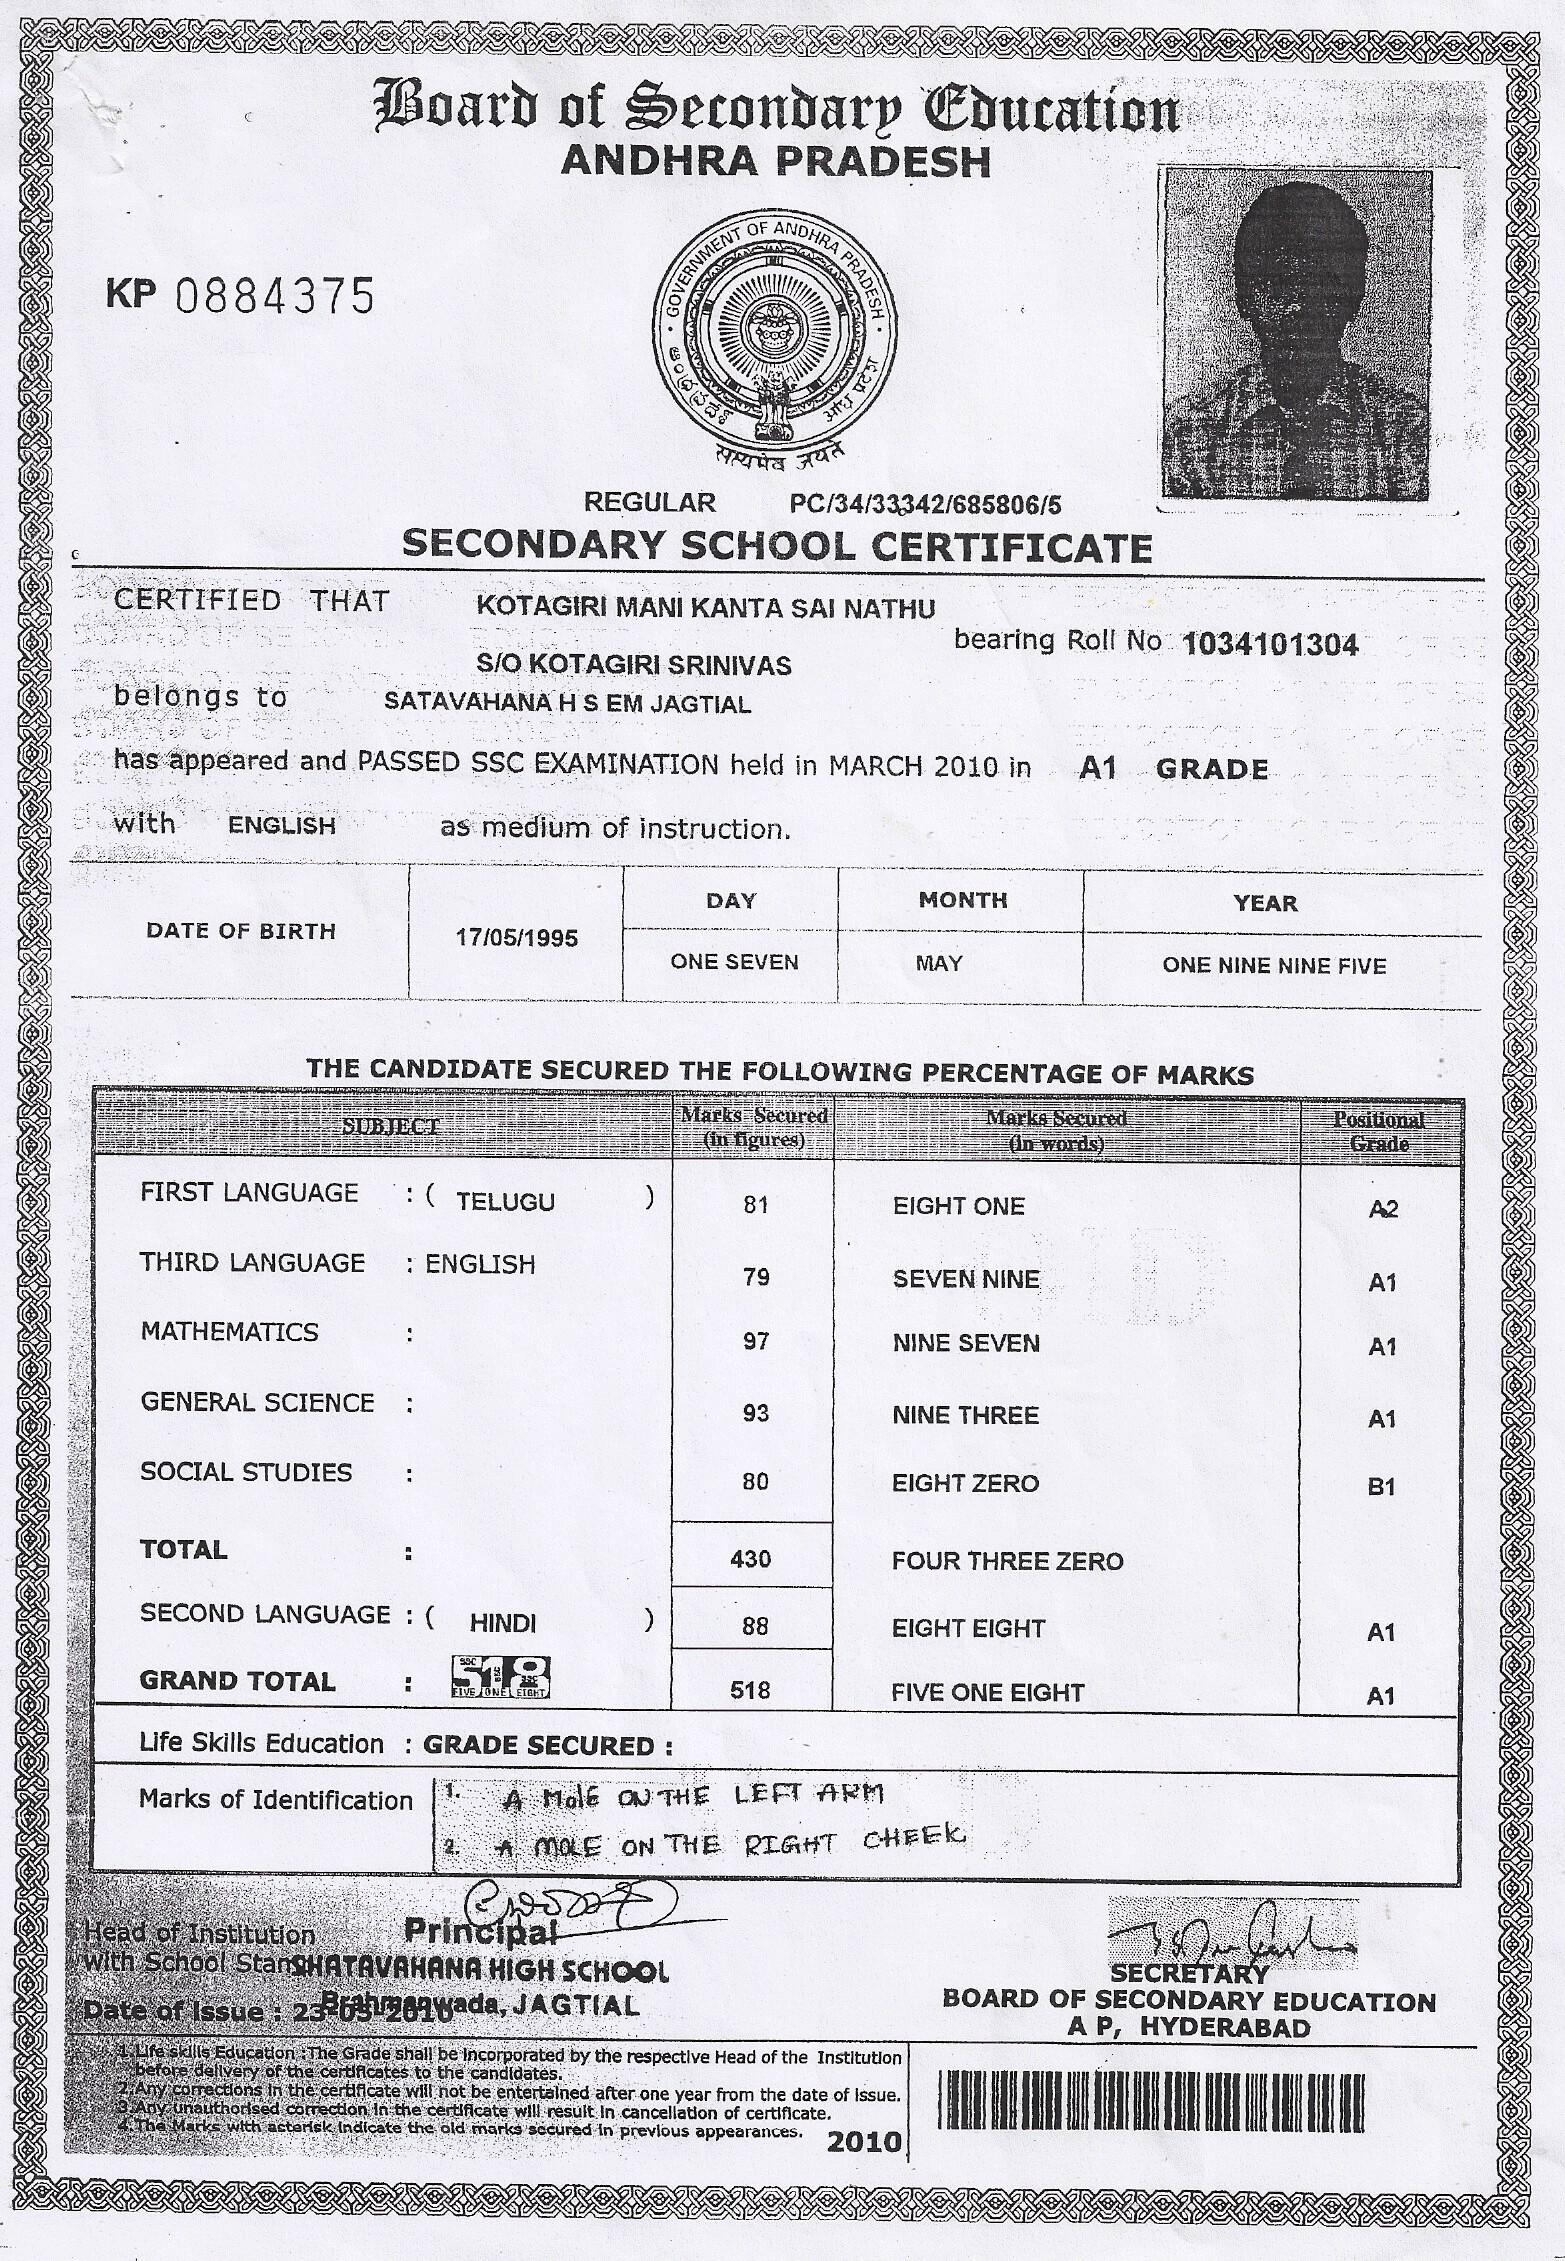 Board of Secondary Education
ANDHRA PRADESH
KP 0884375
GOVERNMENT OF ANDHRA PRADESH
ఆంధ్రప్రదేశ్
सत्यमेव जयते
REGULAR PC/34/33342/685806/5
SECONDARY SCHOOL CERTIFICATE
CERTIFIED THAT KOTAGIRI MANI KANTA SAI NATHU
bearing Roll No 1034101304
S/O KOTAGIRI SRINIVAS
belongs to SATAVAHANA H S EM JAGTIAL
has appeared and PASSED SSC EXAMINATION held in MARCH 2010 in A1 GRADE
with ENGLISH as medium of instruction.
DATE OF BIRTH 17/05/1995 DAY MONTH YEAR
ONE SEVEN MAY ONE NINE NINE FIVE
THE CANDIDATE SECURED THE FOLLOWING PERCENTAGE OF MARKS
SUBJECT Marks Secured (in figures) Marks Secured (in words) Positional Grade
FIRST LANGUAGE : ( TELUGU ) 81 EIGHT ONE A2
THIRD LANGUAGE : ENGLISH 79 SEVEN NINE A1
MATHEMATICS : 97 NINE SEVEN A1
GENERAL SCIENCE : 93 NINE THREE A1
SOCIAL STUDIES : 80 EIGHT ZERO B1
TOTAL : 430 FOUR THREE ZERO
SECOND LANGUAGE : ( HINDI ) 88 EIGHT EIGHT A1
GRAND TOTAL : 518 FIVE ONE EIGHT 518 FIVE ONE EIGHT A1
Life Skills Education : GRADE SECURED :
Marks of Identification 1. A MolE ON THE LEFT ARM
2. A MOLE ON THE RIGHT CHEEK
Head of Institution Principal
with School Stamp SHATAVAHANA HIGH SCHOOL
Date of Issue : 23-05-2010 Brahmanwada, JAGTIAL
SECRETARY
BOARD OF SECONDARY EDUCATION
A P, HYDERABAD
1.Life skills Education :The Grade shall be incorporated by the respective Head of the Institution
before delivery of the certificates to the candidates.
2.Any corrections in the certificate will not be entertained after one year from the date of issue.
3.Any unauthorised correction in the certificate will result in cancellation of certificate.
4.The Marks with asterisk indicate the old marks secured in previous appearances.
2010